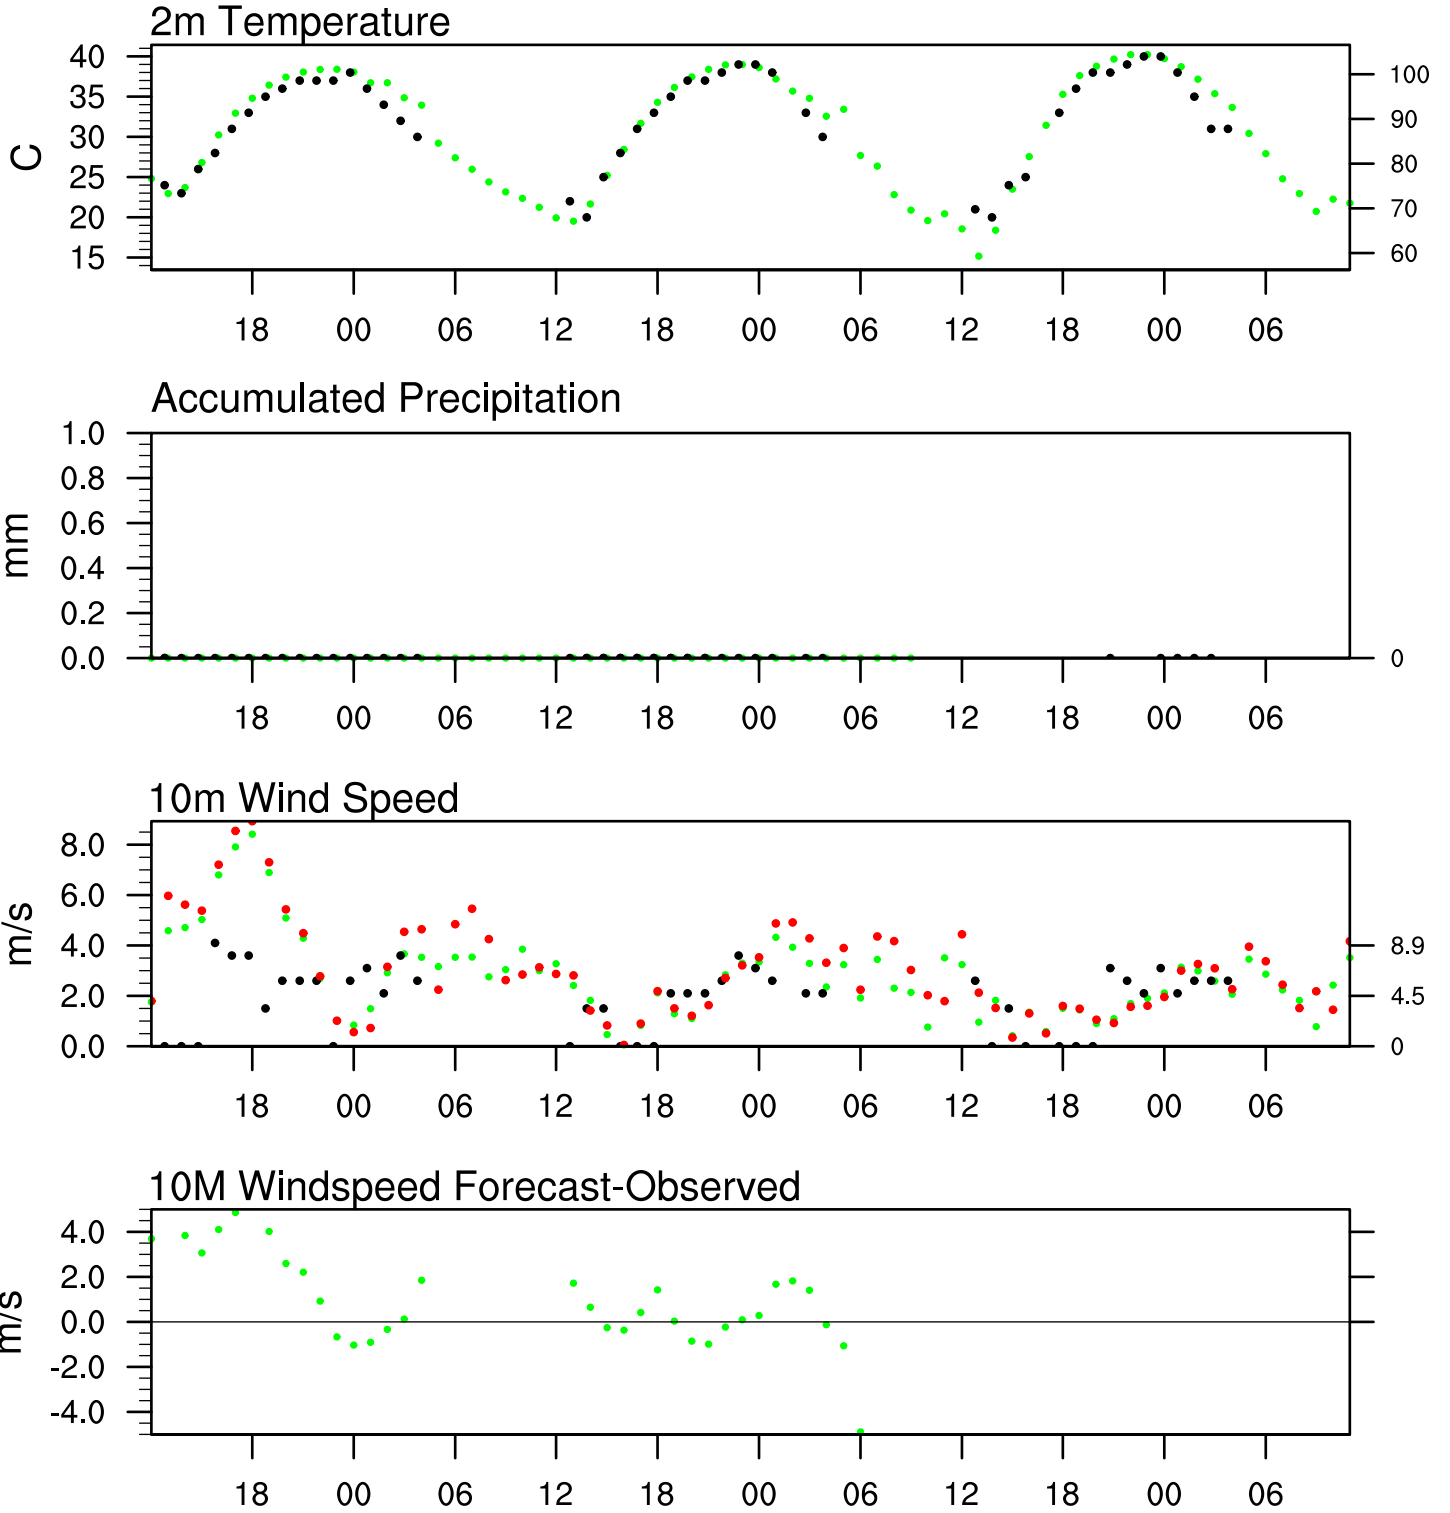 2m Temperature
40
35
30
25
20
15
C
100
90
80
70
60
18 00 06 12 18 00 06 12 18 00 06
Accumulated Precipitation
1.0
0.8
0.6
0.4
0.2
0.0
mm
0
18 00 06 12 18 00 06 12 18 00 06
10m Wind Speed
8.0
6.0
4.0
2.0
0.0
m/s
8.9
4.5
0
18 00 06 12 18 00 06 12 18 00 06
10M Windspeed Forecast-Observed
4.0
2.0
0.0
-2.0
-4.0
m/s
18 00 06 12 18 00 06 12 18 00 06